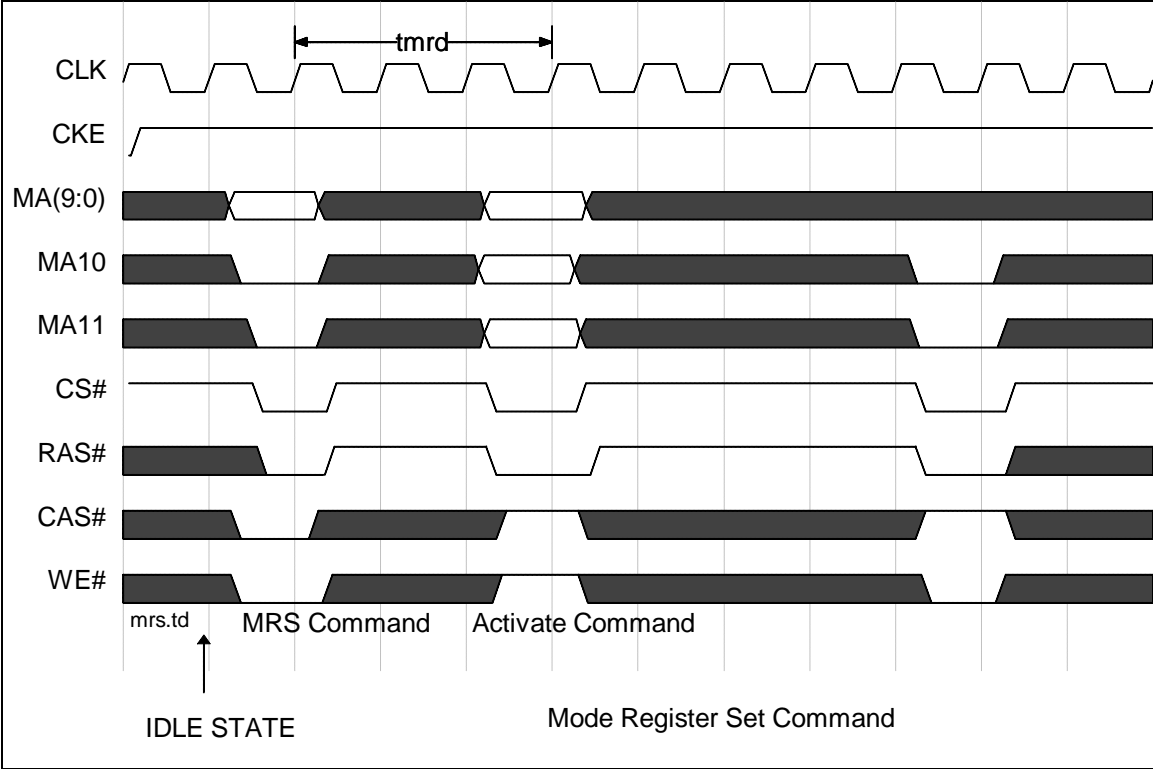 tmrd
CLK
CKE
MA(9:0)
MA10
MA11
CS#
RAS#
CAS#
WE#
mrs.td MRS Command Activate Command
IDLE STATE
Mode Register Set Command